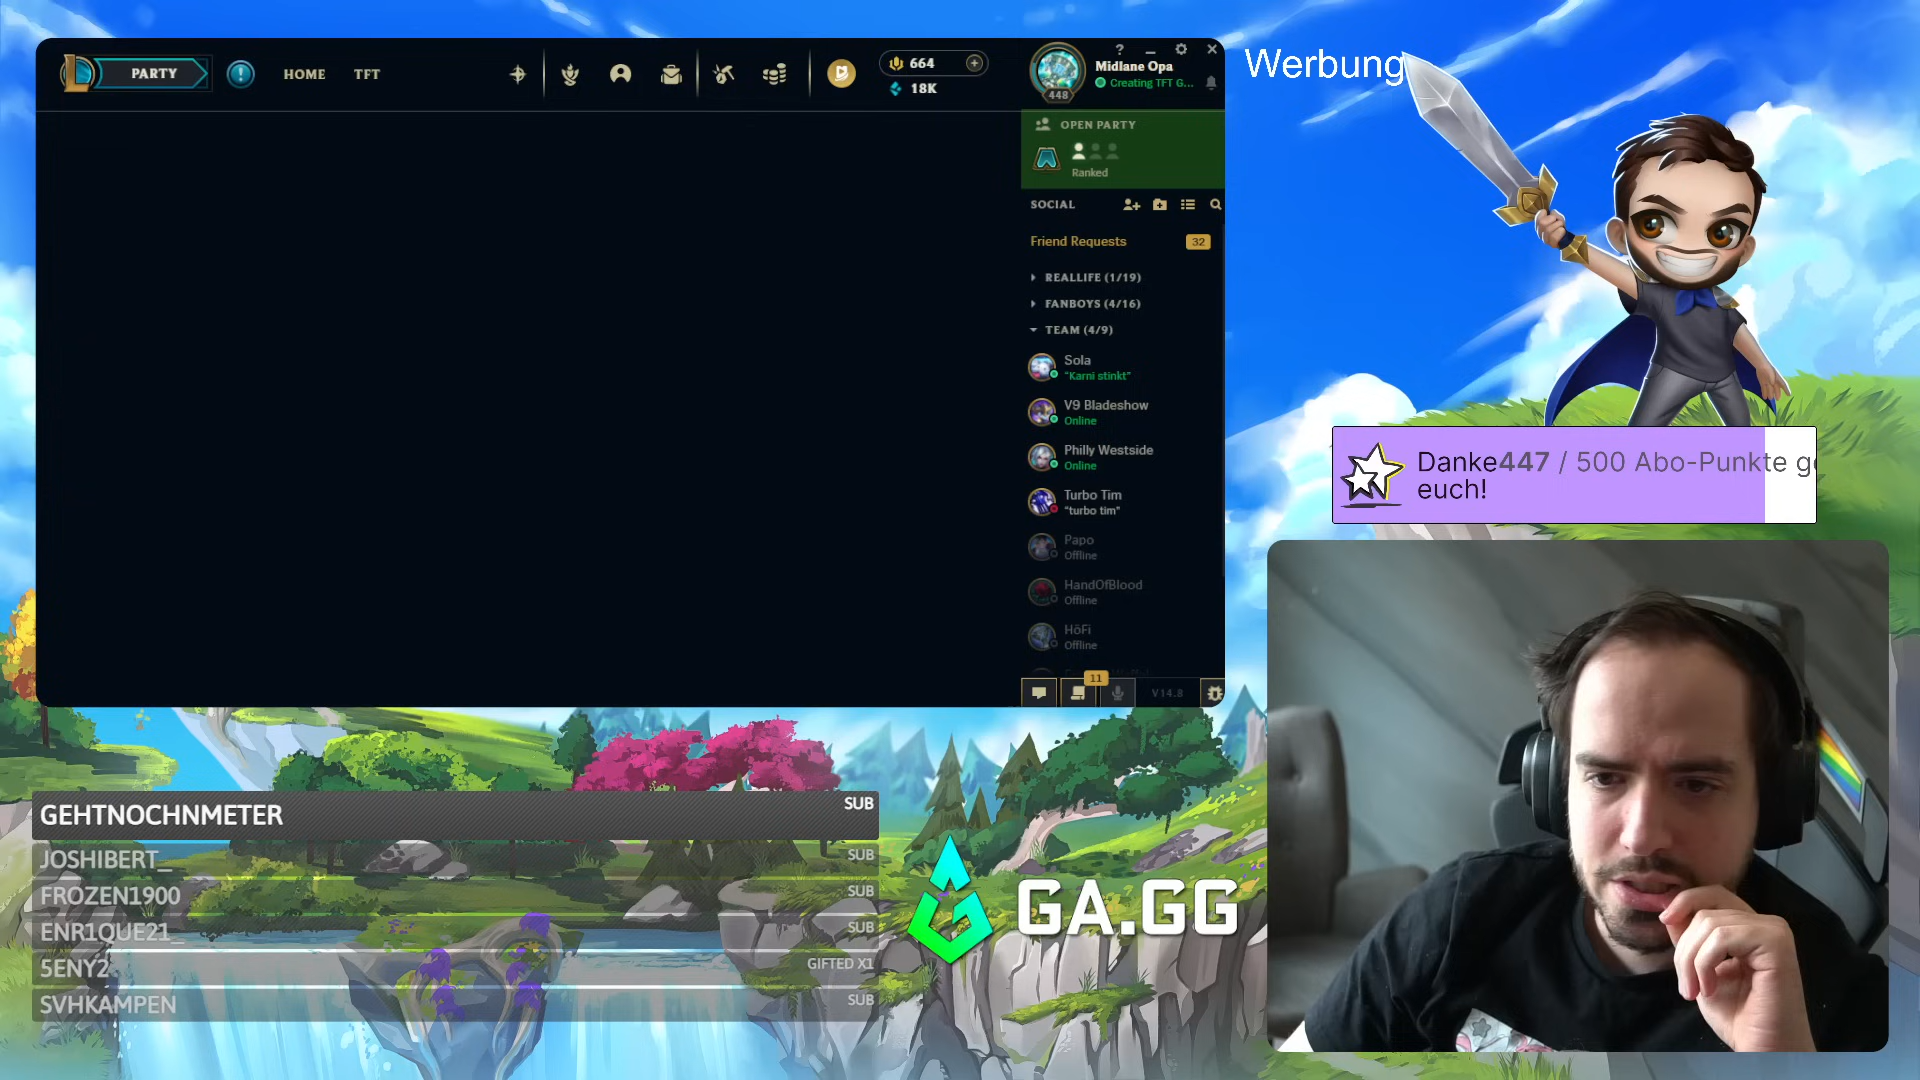 PARTY
HOME
TFT
664
18K
448
Midlane Opa
Creating TFT G...
OPEN PARTY
Ranked
SOCIAL
Friend Requests
32
REALLIFE (1/19)
FANBOYS (4/16)
TEAM (4/9)
Sola
"Karni stinkt"
V9 Bladeshow
Online
Philly Westside
Online
Turbo Tim
"turbo tim"
Papo
Offline
HandOfBlood
Offline
HöFi
Offline
11
V14.8
Werbung
Danke447 / 500 Abo-Punkte g
euch!
GEHTNOCHNMETER SUB
JOSHIBERT_ SUB
FROZEN1900 SUB
ENR1QUE21_ SUB
5ENY2 GIFTED X1
SVHKAMPEN SUB
GA.GG